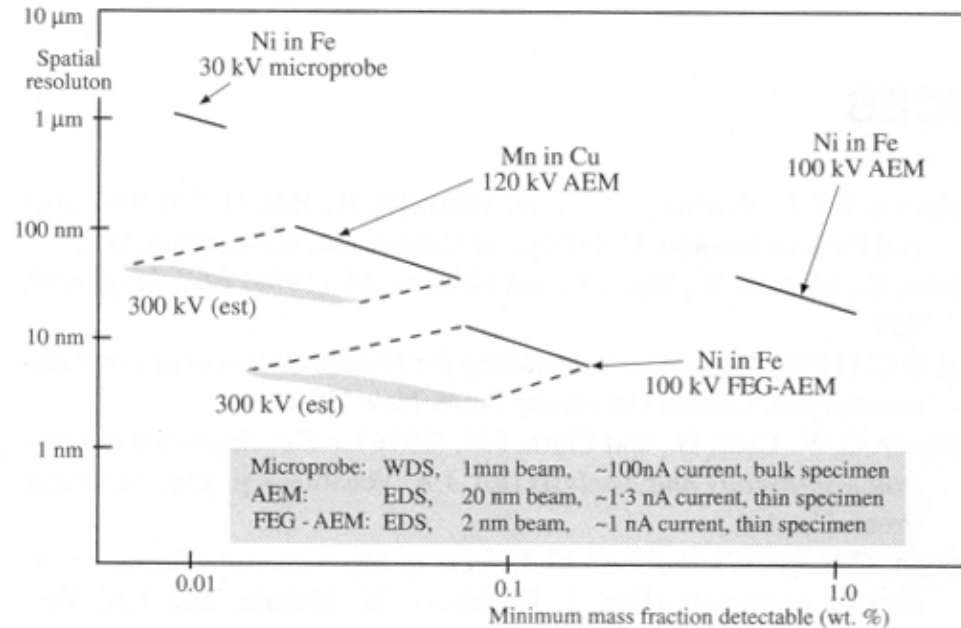 10 μm
Ni in Fe
30 kV microprobe
Spatial
resoluton
1 μm
Ni in Fe
100 kV AEM
Mn in Cu
120 kV AEM
100 nm
300 kV (est)
10 nm
Ni in Fe
100 kV FEG-AEM
300 kV (est)
1 nm
Microprobe: WDS, 1mm beam, ~100nA current, bulk specimen
AEM: EDS, 20 nm beam, ~1·3 nA current, thin specimen
FEG - AEM: EDS, 2 nm beam, ~1 nA current, thin specimen
0.01 0.1 1.0
Minimum mass fraction detectable (wt. %)